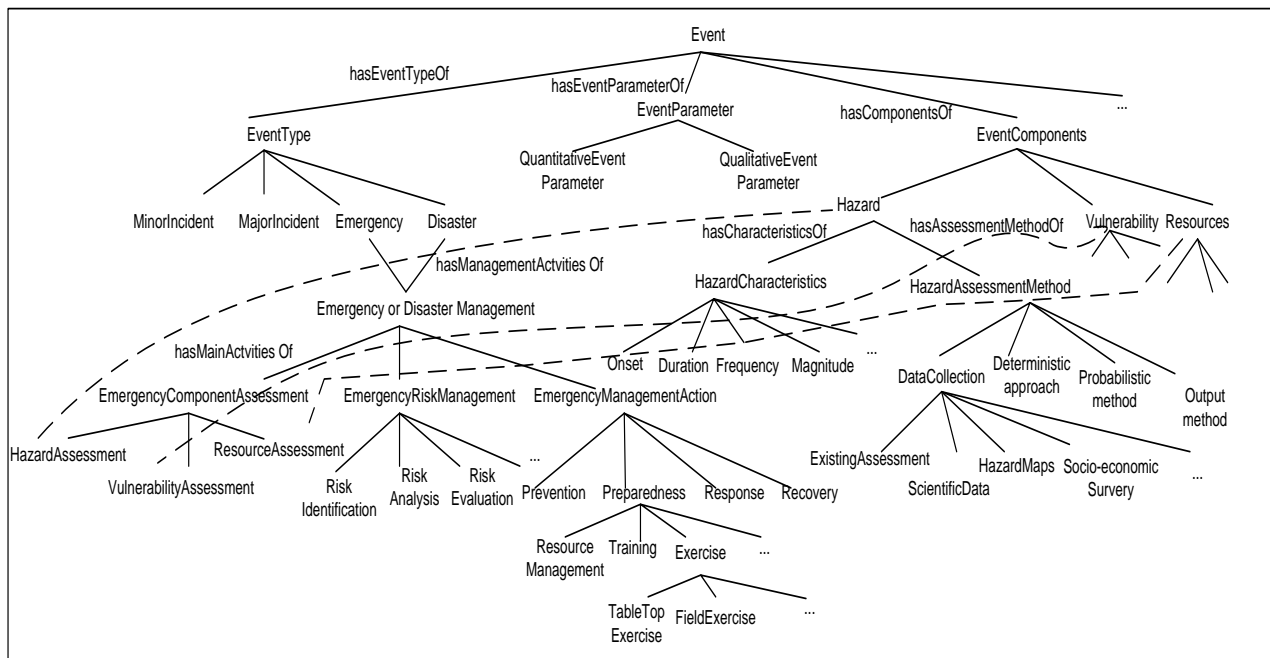 Event
hasEventTypeOf
hasEventParameterOf
EventParameter
hasComponentsOf
...
EventType
EventComponents
QuantitativeEvent
Parameter
QualitativeEvent
Parameter
MinorIncident
MajorIncident
Emergency
Disaster
Hazard
Vulnerability
Resources
hasCharacteristicsOf
hasAssessmentMethodOf
hasManagementActvities Of
HazardCharacteristics
HazardAssessmentMethod
Emergency or Disaster Management
hasMainActvities Of
Onset
Duration
Frequency
Magnitude
...
DataCollection
Deterministic
approach
Probabilistic
method
Output
method
EmergencyComponentAssessment
EmergencyRiskManagement
EmergencyManagementAction
HazardAssessment
ResourceAssessment
VulnerabilityAssessment
Risk
Identification
Risk
Analysis
Risk
Evaluation
...
Prevention
Preparedness
Response
Recovery
ExistingAssessment
ScientificData
HazardMaps
Socio-economic
Survery
...
Resource
Management
Training
Exercise
...
TableTop
Exercise
FieldExercise
...